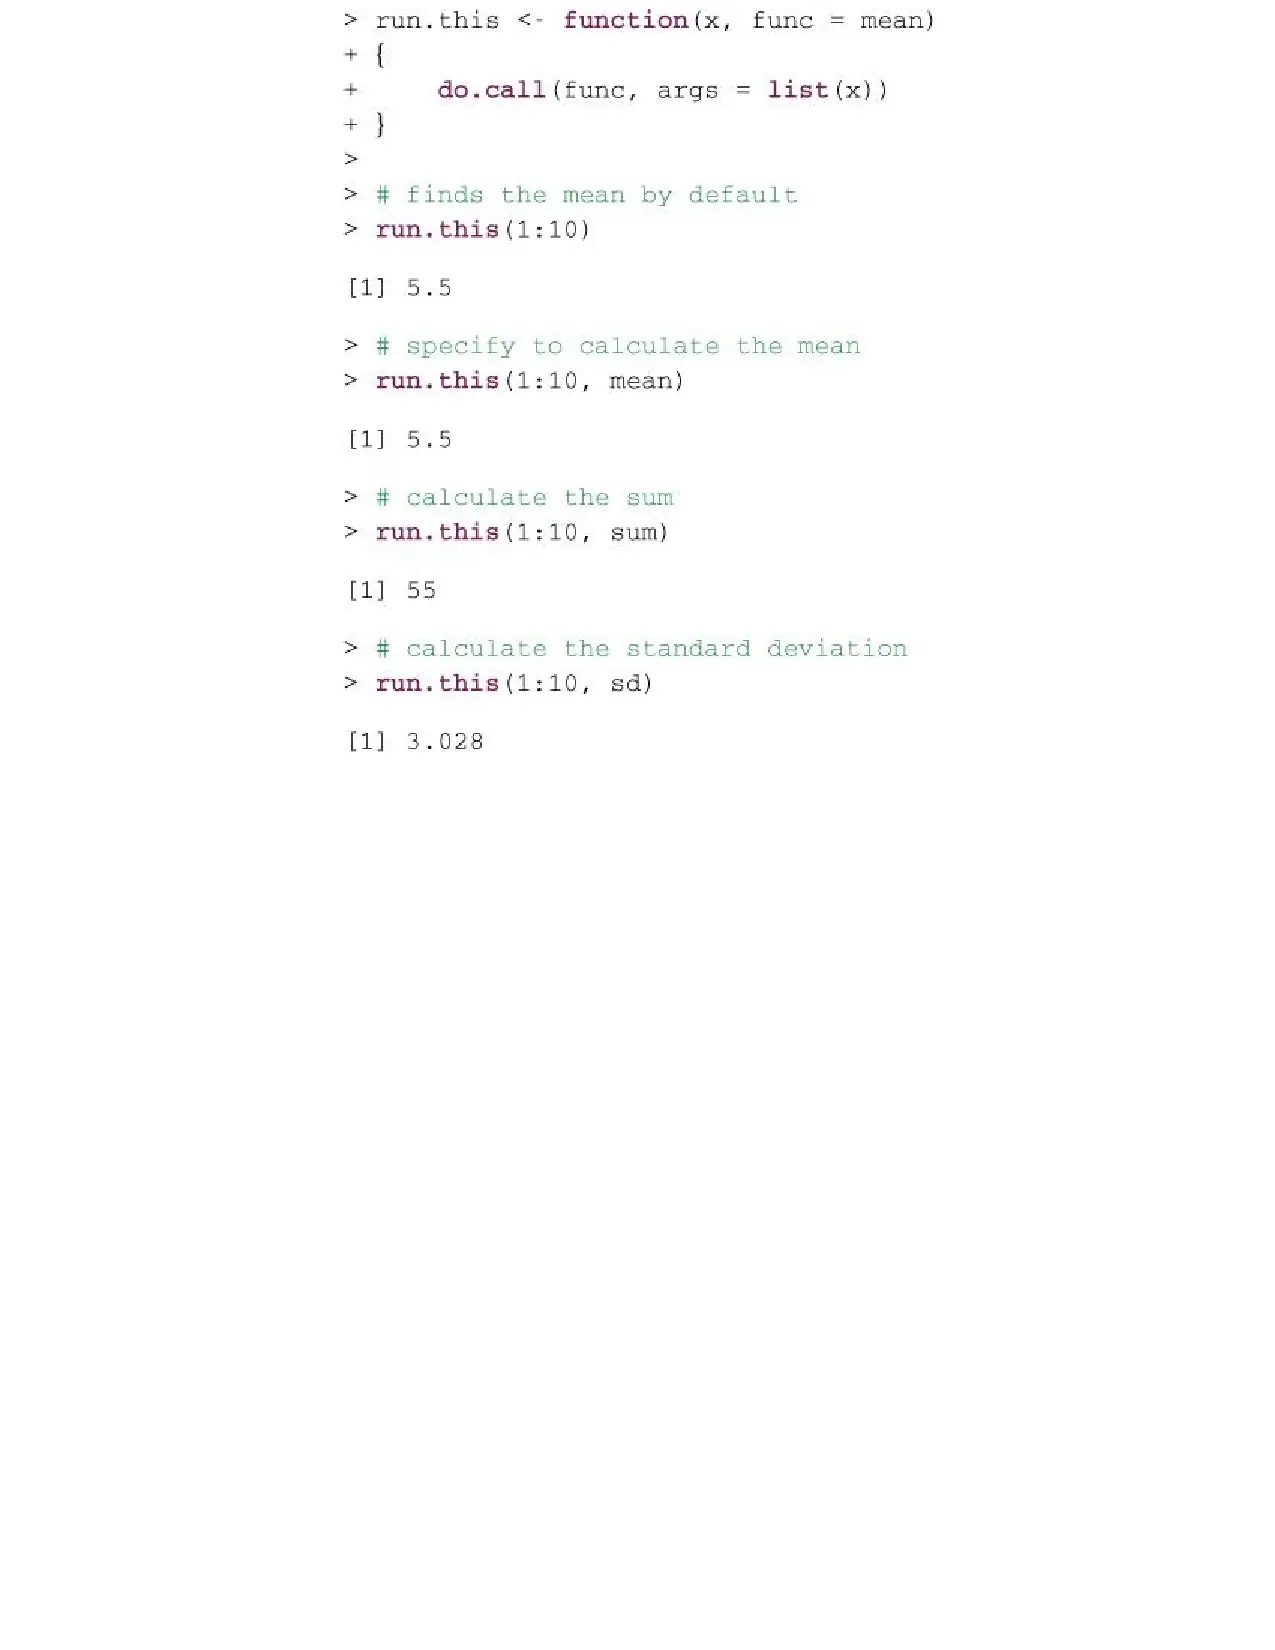 > run.this <- function(x, func = mean)
+ {
+     do.call(func, args = list(x))
+ }
>
> # finds the mean by default
> run.this(1:10)
[1] 5.5
> # specify to calculate the mean
> run.this(1:10, mean)
[1] 5.5
> # calculate the sum
> run.this(1:10, sum)
[1] 55
> # calculate the standard deviation
> run.this(1:10, sd)
[1] 3.028